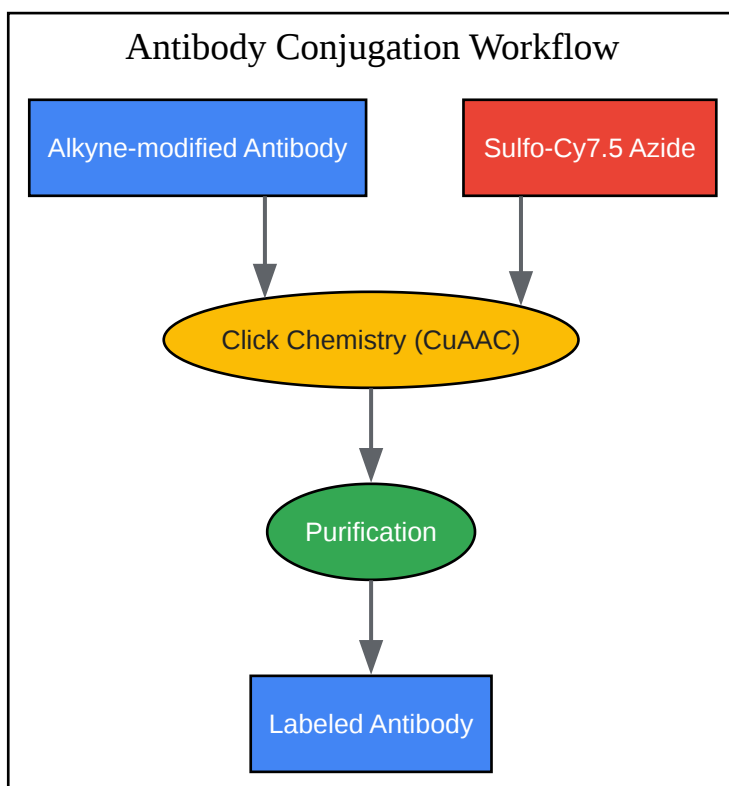 Antibody Conjugation Workflow
Alkyne-modified Antibody
Sulfo-Cy7.5 Azide
Click Chemistry (CuAAC)
Purification
Labeled Antibody